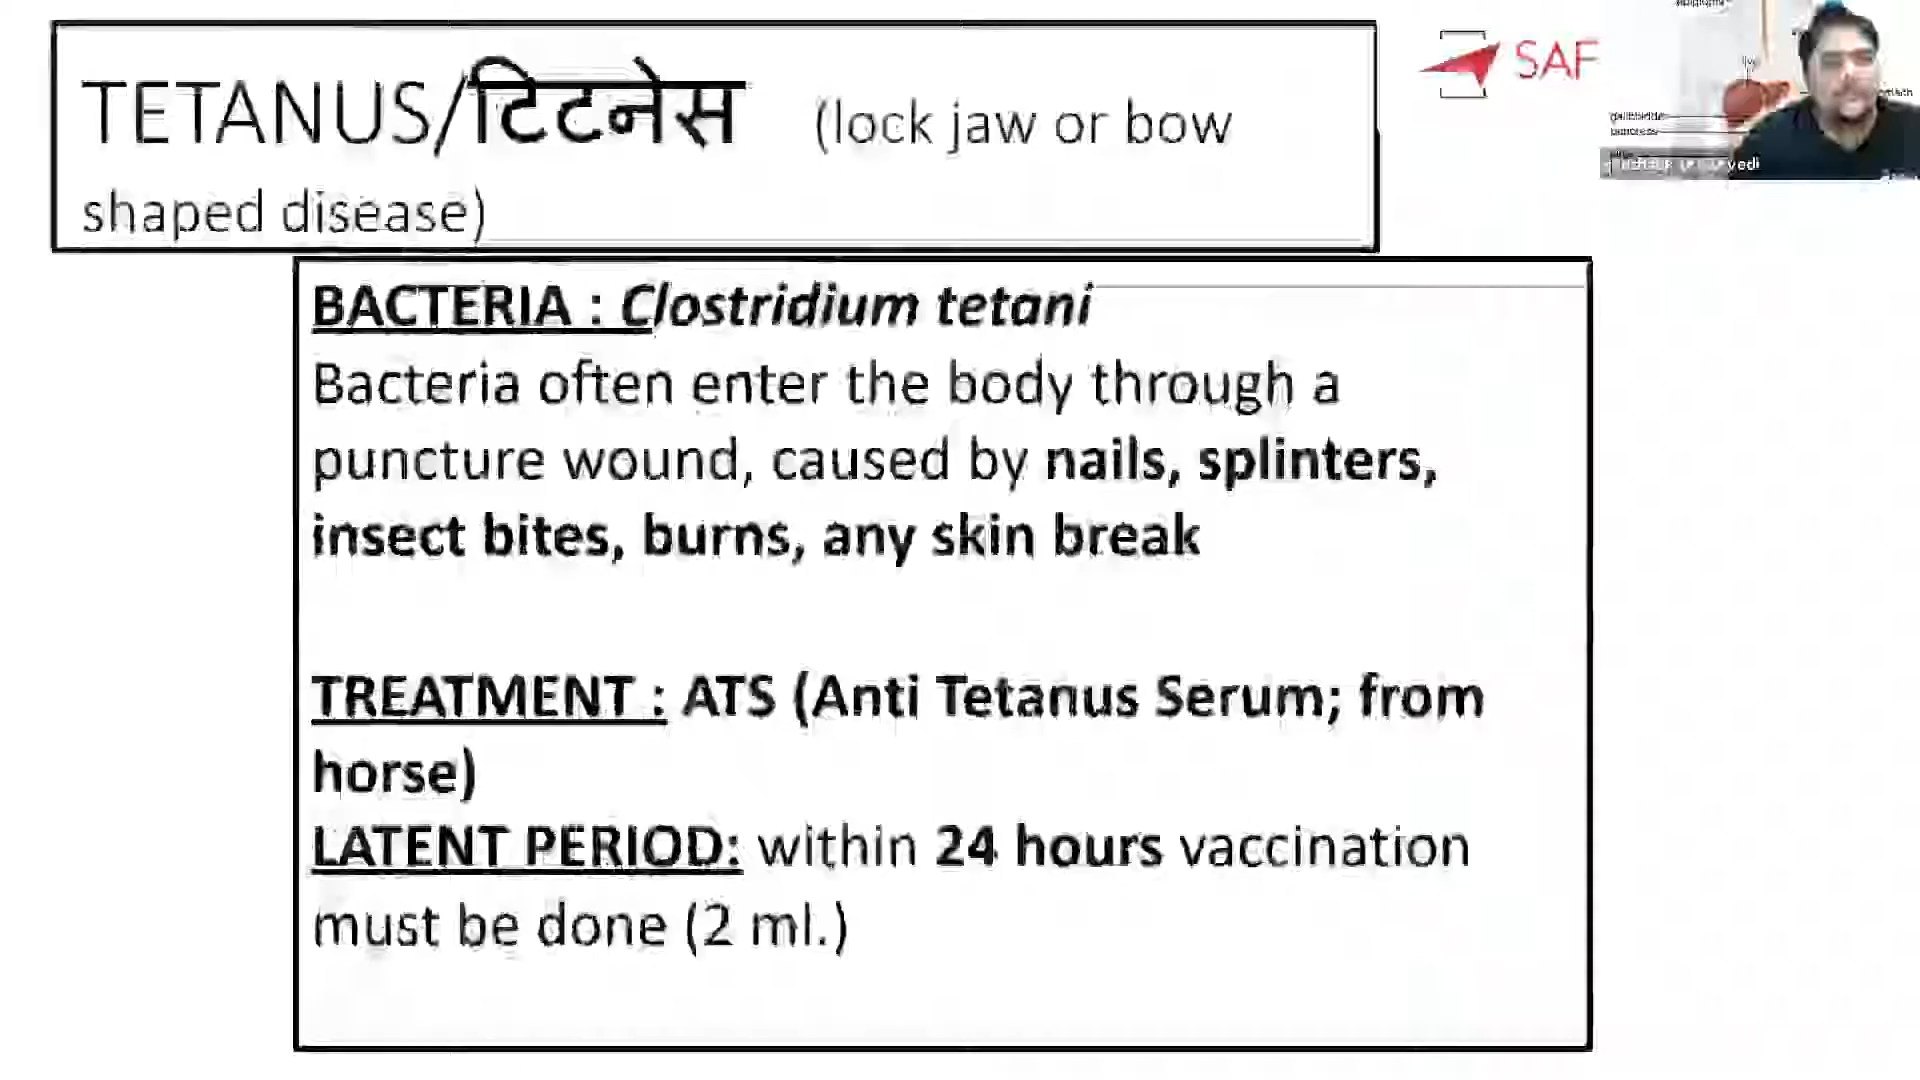 TETANUS/टिटनेस (lock jaw or bow
shaped disease)
SAF
BACTERIA : Clostridium tetani
Bacteria often enter the body through a
puncture wound, caused by nails, splinters,
insect bites, burns, any skin break
TREATMENT : ATS (Anti Tetanus Serum; from
horse)
LATENT PERIOD: within 24 hours vaccination
must be done (2 ml.)